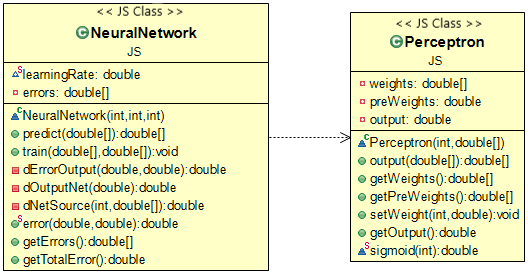 << JS Class >>
NeuralNetwork
JS
learningRate: double
errors: double[]
NeuralNetwork(int,int,int)
predict(double[]):double[]
train(double[],double[]):void
dErrorOutput(double,double):double
dOutputNet(double):double
dNetSource(int,double[]):double
error(double,double):double
getErrors():double[]
getTotalError():double
<< JS Class >>
Perceptron
JS
weights: double[]
preWeights: double
output: double
Perceptron(int,double[])
output(double[]):double
getWeights():double[]
getPreWeights():double[]
setWeight(int,double):void
getOutput():double
sigmoid(int):double